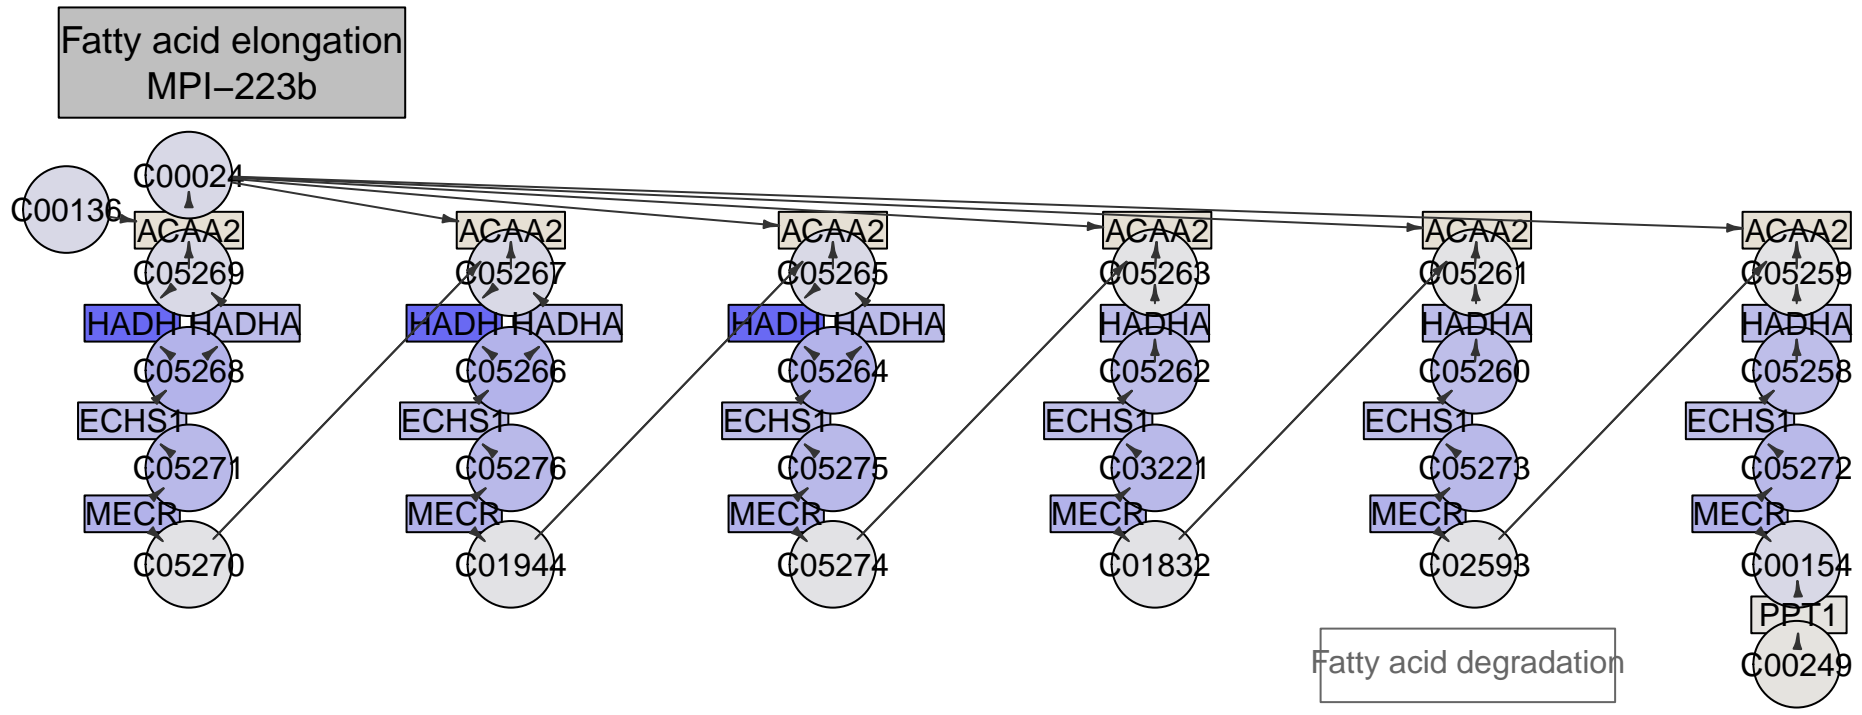 Fatty acid elongation
MPI−223b
C00024
C00136
ACAA2 ACAA2 ACAA2 ACAA2 ACAA2 ACAA2
C05269 C05267 C05265 C05263 C05261 C05259
HADH HADHA HADH HADHA HADH HADHA HADHA HADHA HADHA
C05268 C05266 C05264 C05262 C05260 C05258
ECHS1 ECHS1 ECHS1 ECHS1 ECHS1 ECHS1
C05271 C05276 C05275 C03221 C05273 C05272
MECR MECR MECR MECR MECR MECR
C05270 C01944 C05274 C01832 C02593 C00154
PPT1
Fatty acid degradation C00249